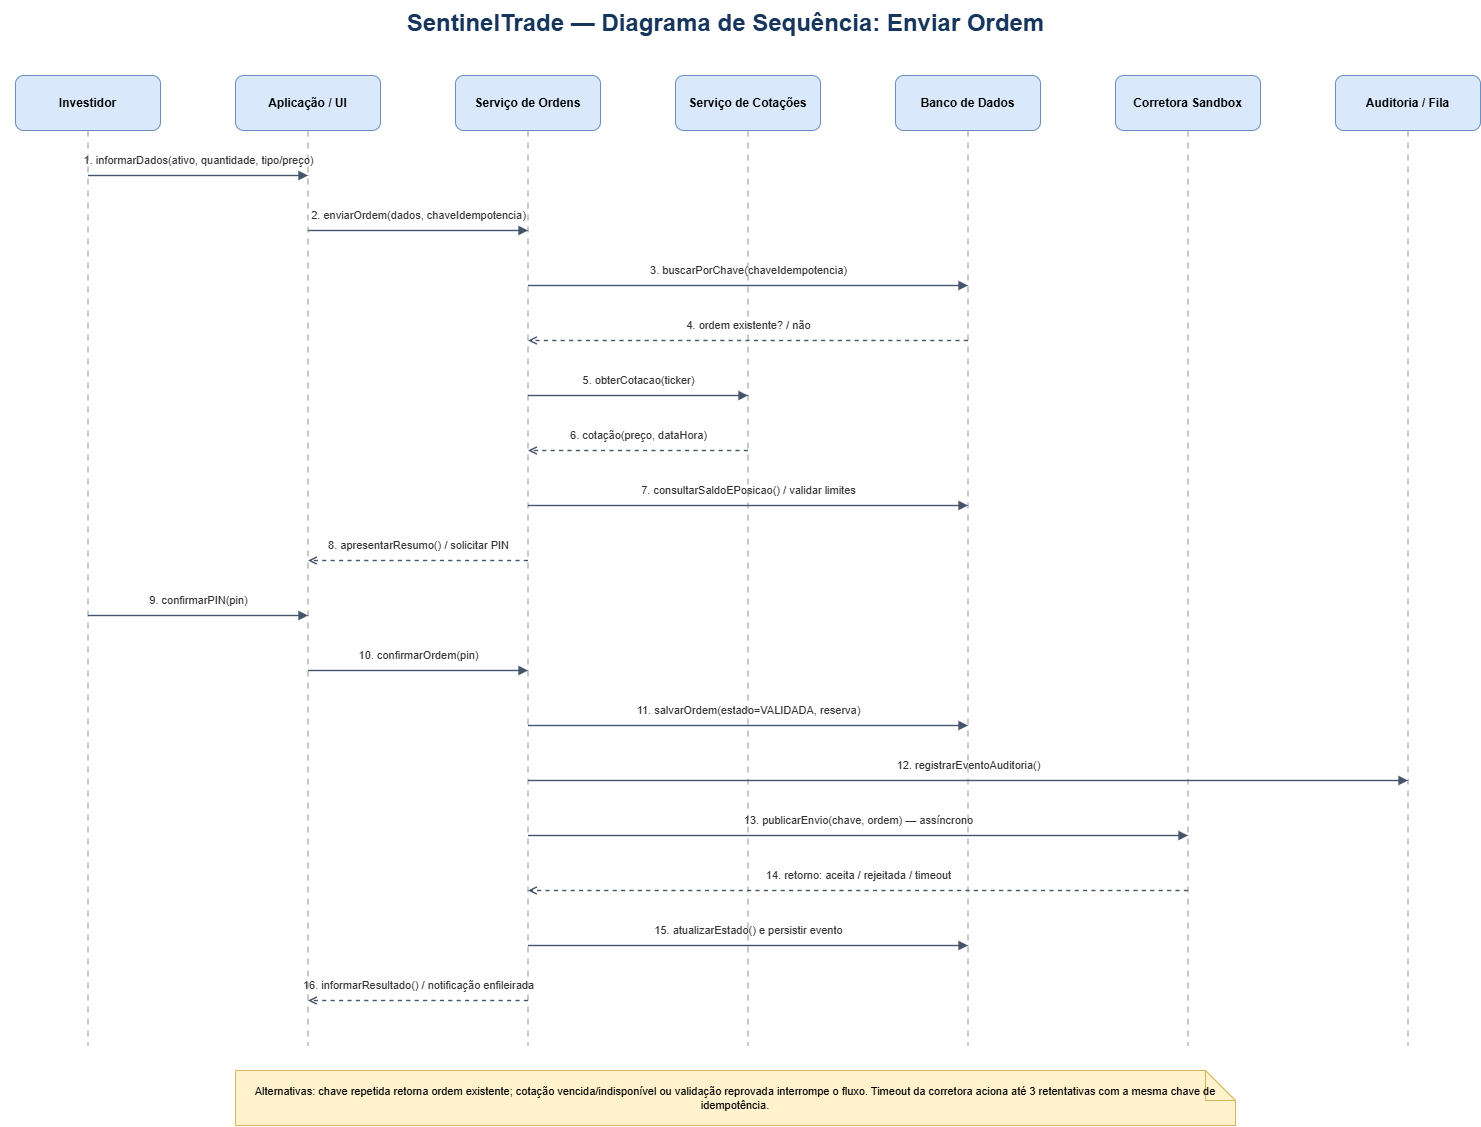 SentinelTrade — Diagrama de Sequência: Enviar Ordem
Investidor
Aplicação / UI
Serviço de Ordens
Serviço de Cotações
Banco de Dados
Corretora Sandbox
Auditoria / Fila
1. informarDados(ativo, quantidade, tipo/preço)
2. enviarOrdem(dados, chaveIdempotencia)
3. buscarPorChave(chaveIdempotencia)
4. ordem existente? / não
5. obterCotacao(ticker)
6. cotação(preço, dataHora)
7. consultarSaldoEPosicao() / validar limites
8. apresentarResumo() / solicitar PIN
9. confirmarPIN(pin)
10. confirmarOrdem(pin)
11. salvarOrdem(estado=VALIDADA, reserva)
12. registrarEventoAuditoria()
13. publicarEnvio(chave, ordem) — assíncrono
14. retorno: aceita / rejeitada / timeout
15. atualizarEstado() e persistir evento
16. informarResultado() / notificação enfileirada
Alternativas: chave repetida retorna ordem existente; cotação vencida/indisponível ou validação reprovada interrompe o fluxo. Timeout da corretora aciona até 3 retentativas com a mesma chave de
idempotência.